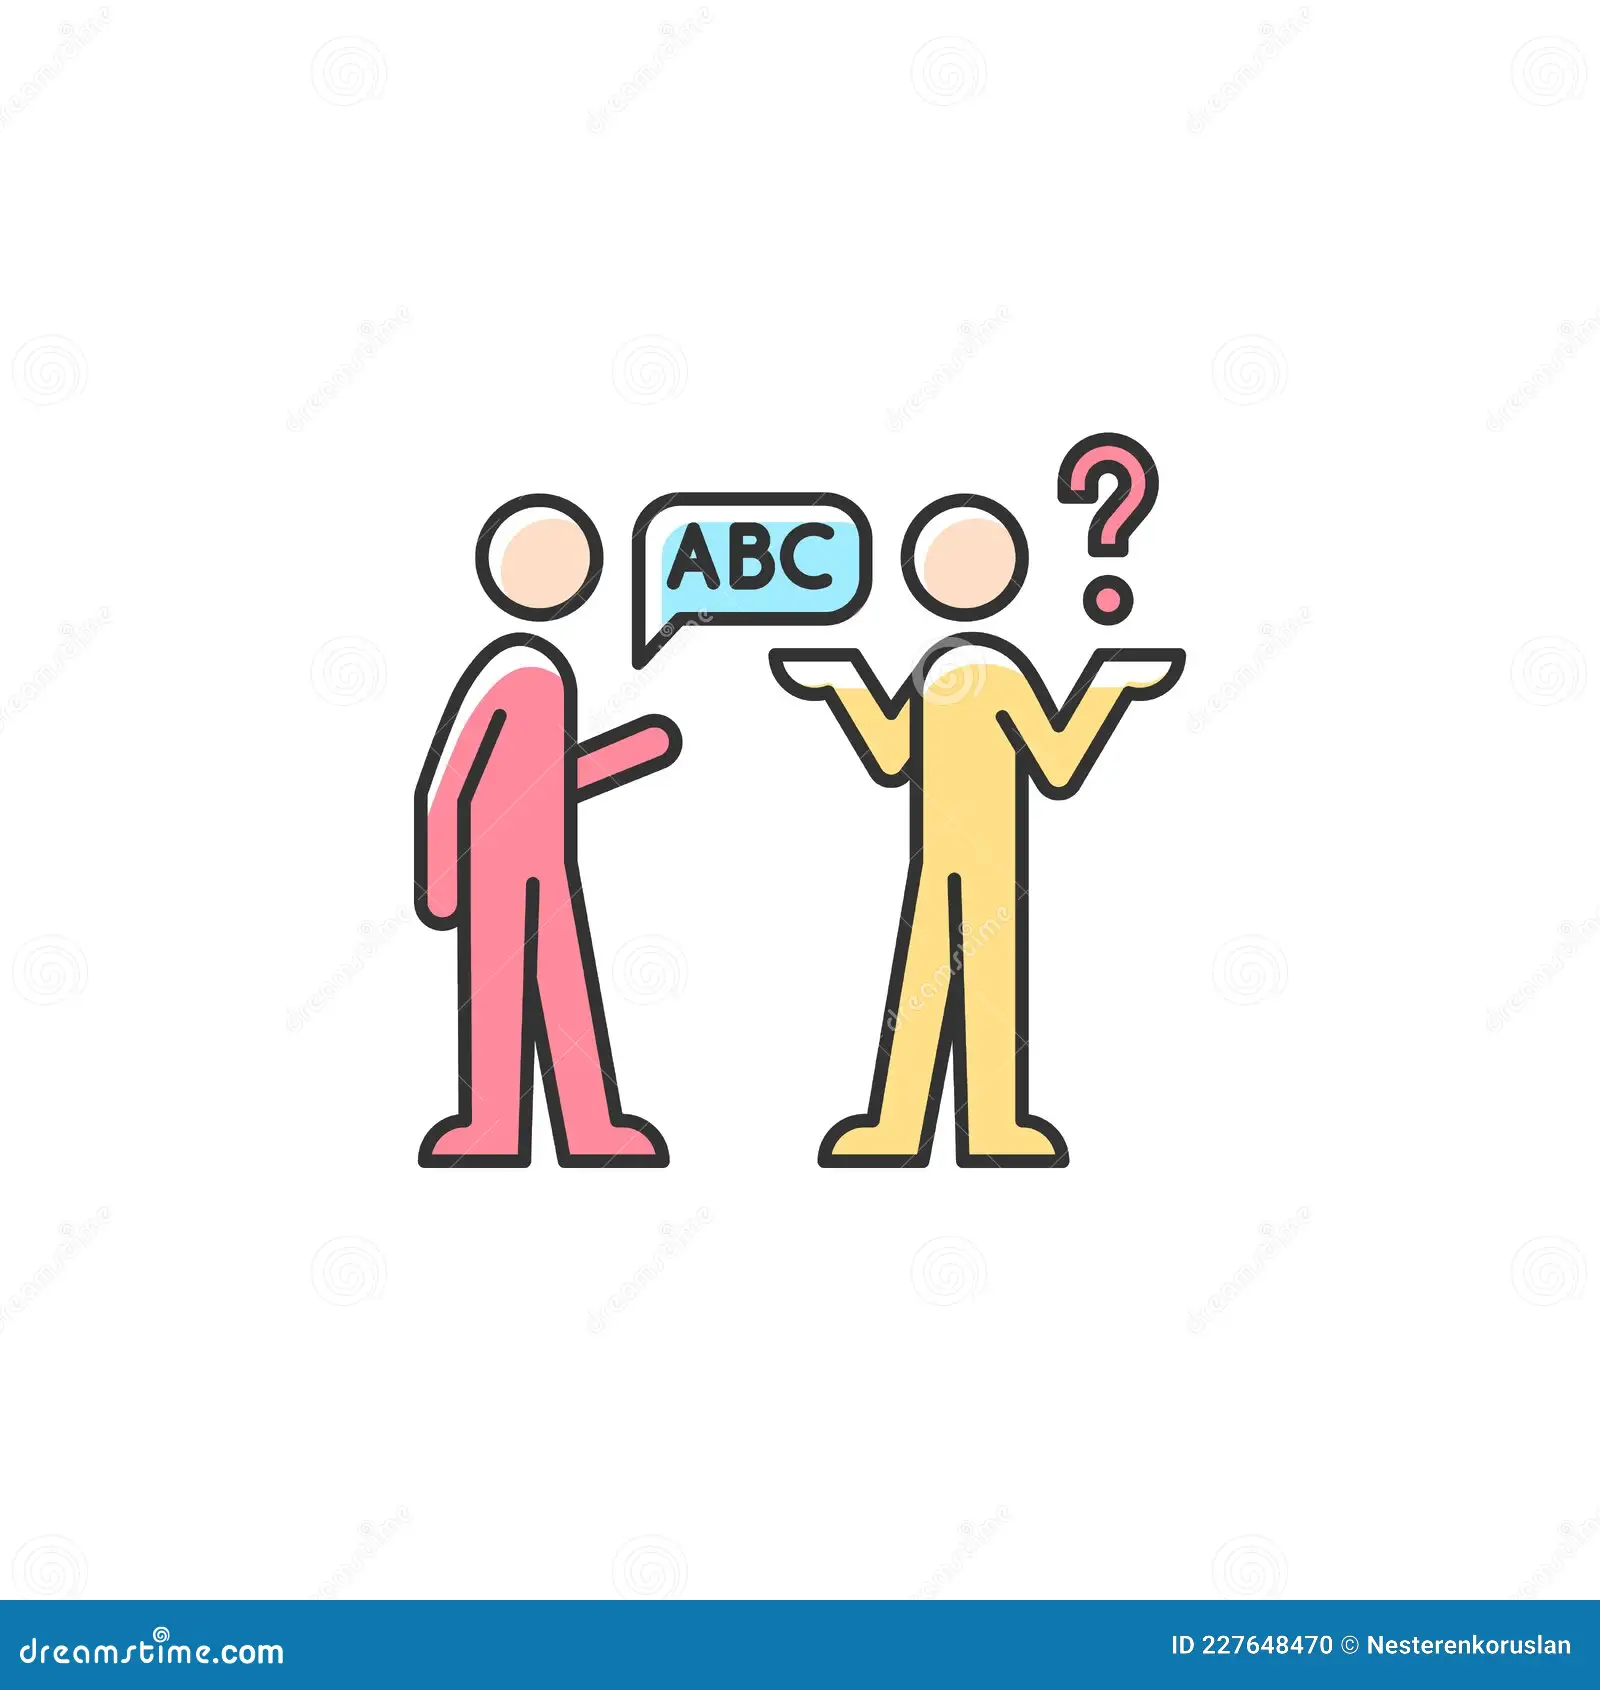 ABC
?
dreamstime.com
ID 227648470 © Nesterenkoruslan